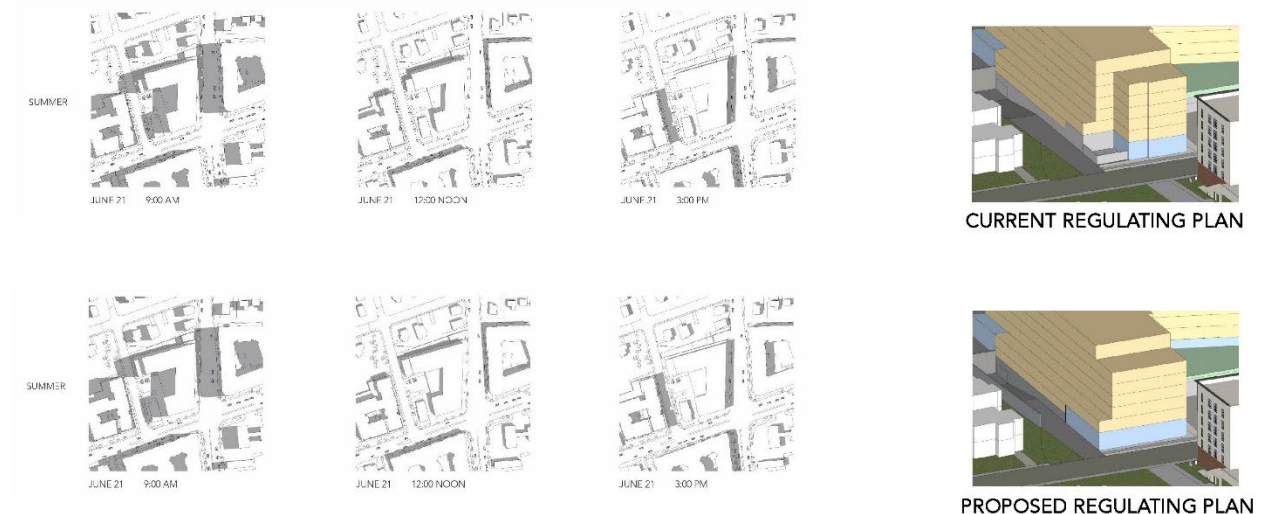 SUMMER
JUNE 21 9:00 AM
JUNE 21 12:00 NOON
JUNE 21 3:00 PM
CURRENT REGULATING PLAN
SUMMER
JUNE 21 9:00 AM
JUNE 21 12:00 NOON
JUNE 21 3:00 PM
PROPOSED REGULATING PLAN